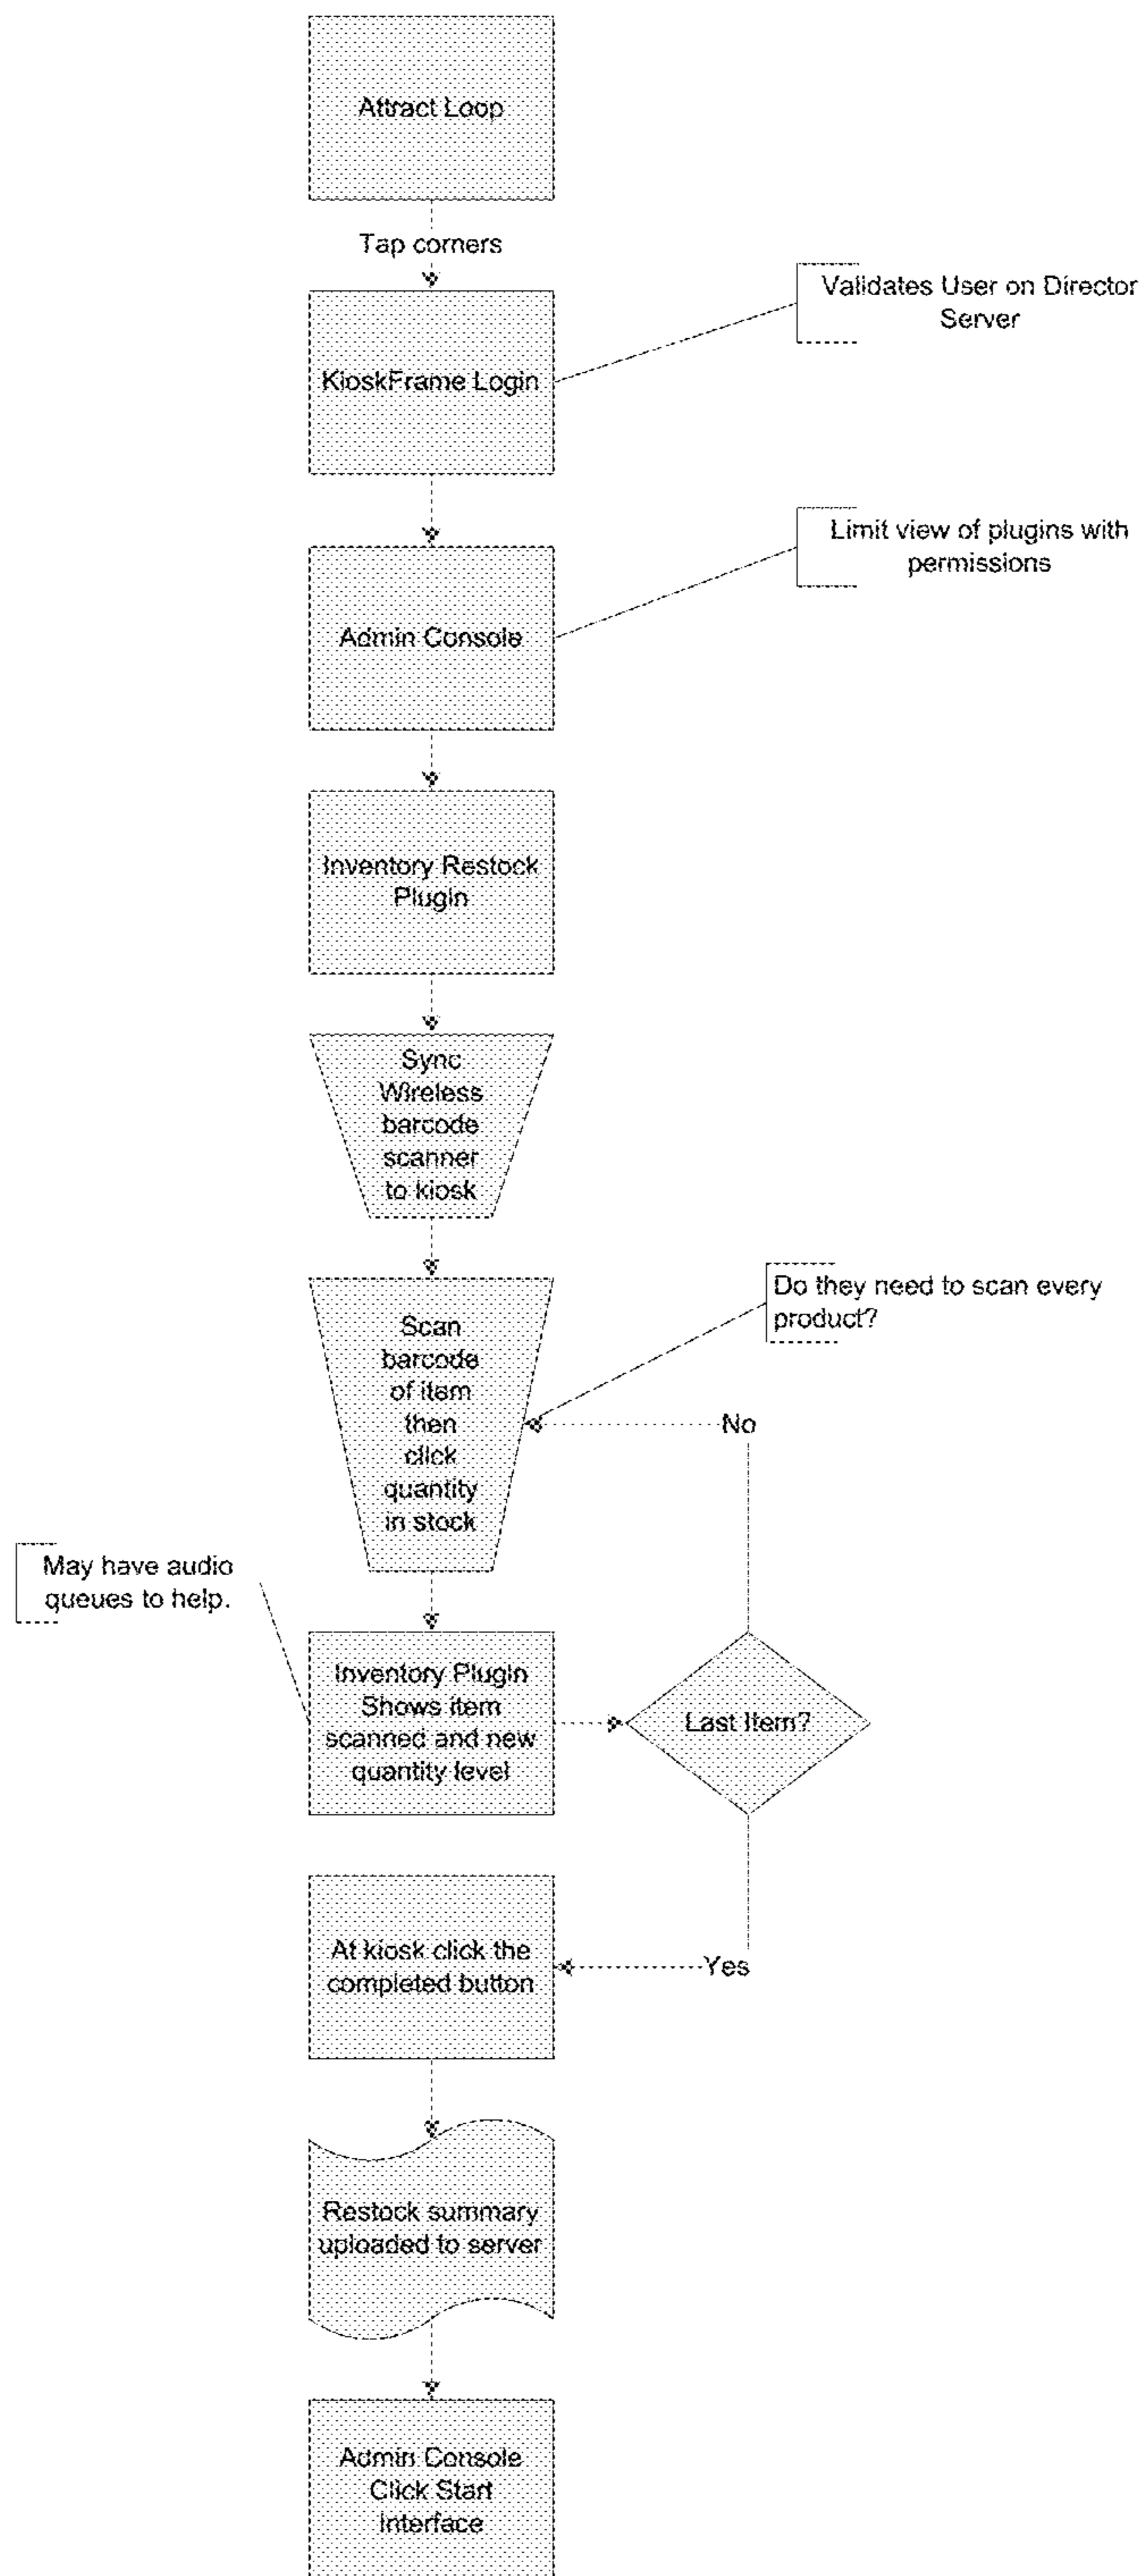 Attract Loop
Tap corners
Validates User on Director
Server
KioskFrame Login
Limit view of plugins with
permissions
Admin Console
Inventory Restock
Plugin
Sync
Wireless
barcode
scanner
to kiosk
Do they need to scan every
product?
Scan
barcode
of item
then
click
quantity
in stock
No
May have audio
queues to help.
Inventory Plugin
Shows item
scanned and new
quantity level
Last Item?
At kiosk click the
completed button
Yes
Restock summary
uploaded to server
Admin Console
Click Start
Interface